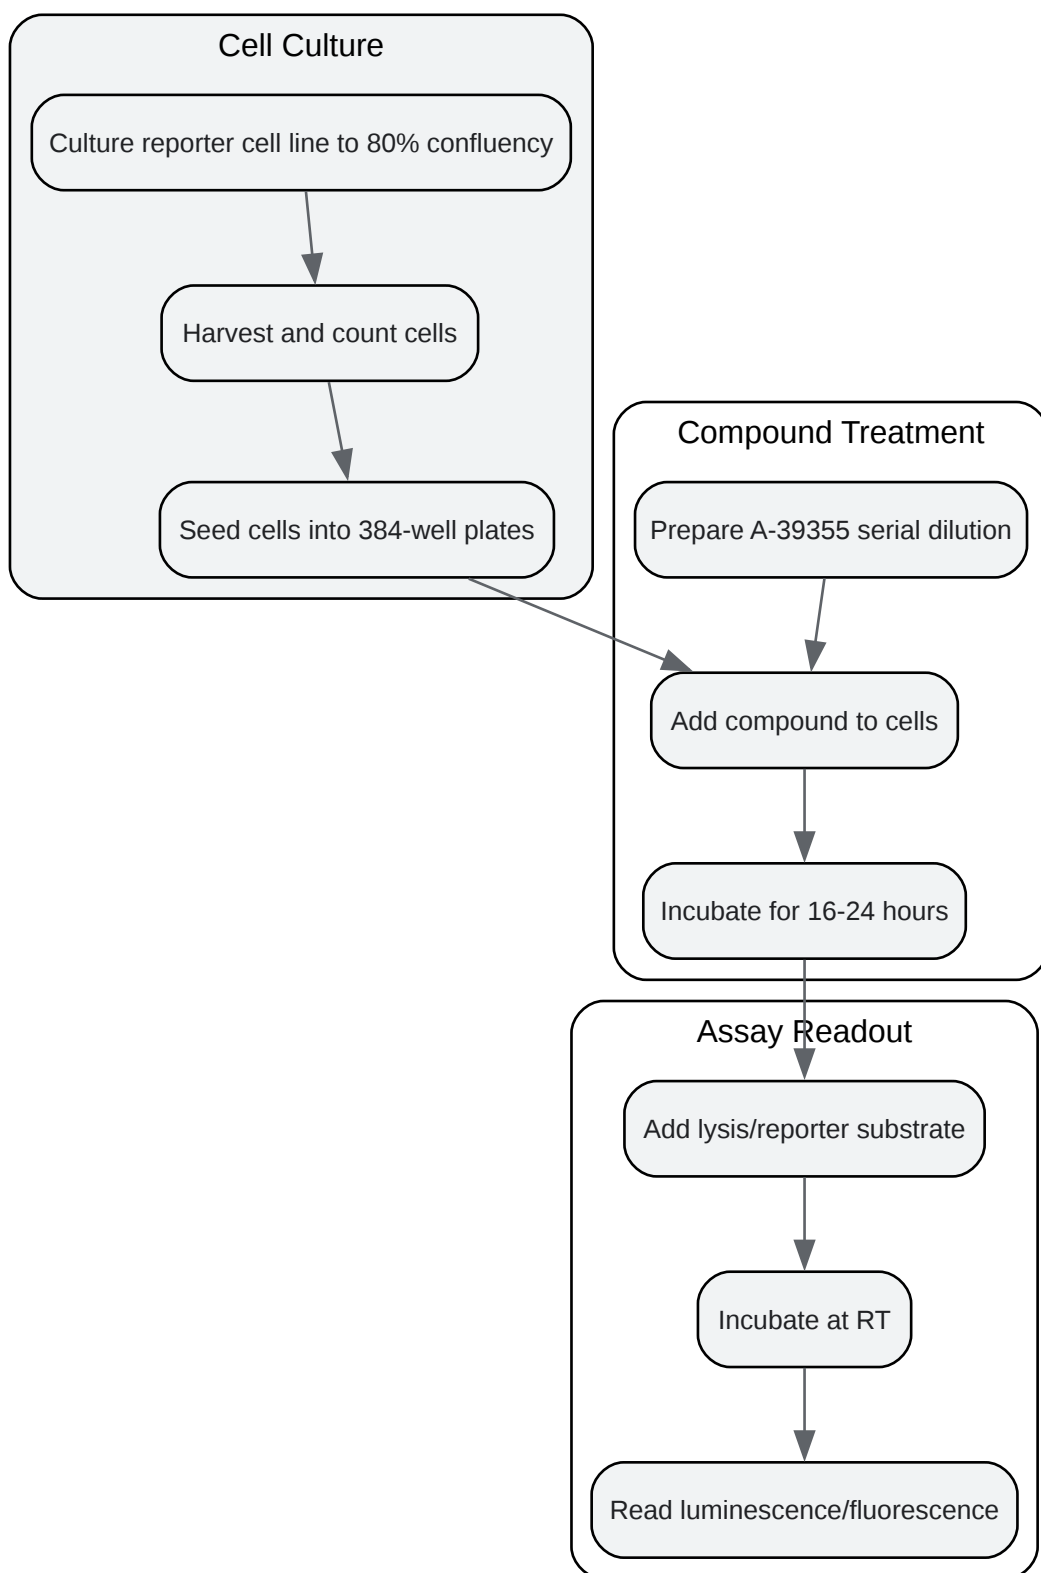 Cell Culture
Culture reporter cell line to 80% confluency
Harvest and count cells
Seed cells into 384-well plates
Compound Treatment
Prepare A-39355 serial dilution
Add compound to cells
Incubate for 16-24 hours
Assay Readout
Add lysis/reporter substrate
Incubate at RT
Read luminescence/fluorescence